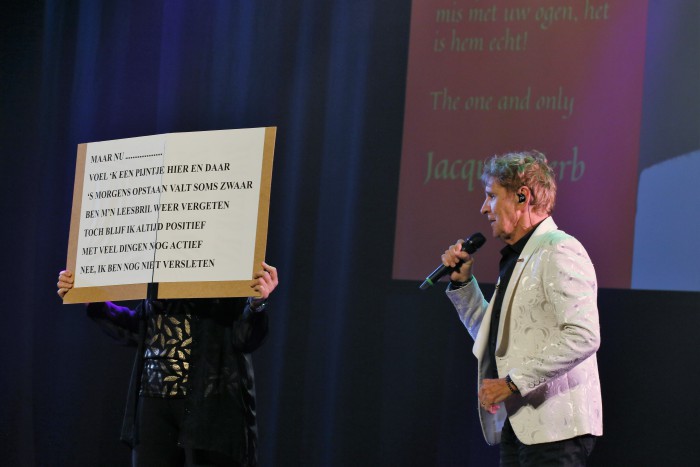 MAAR NU ................
VOEL 'K EEN PIJNTJE HIER EN DAAR
'S MORGENS OPSTAAN VALT SOMS ZWAAR
BEN M'N LEESBRIL WEER VERGETEN
TOCH BLIJF IK ALTIJD POSITIEF
MET VEEL DINGEN NOG ACTIEF
NEE, IK BEN NOG NIET VERSLETEN
mis met uw ogen, het
is hem echt!
The one and only